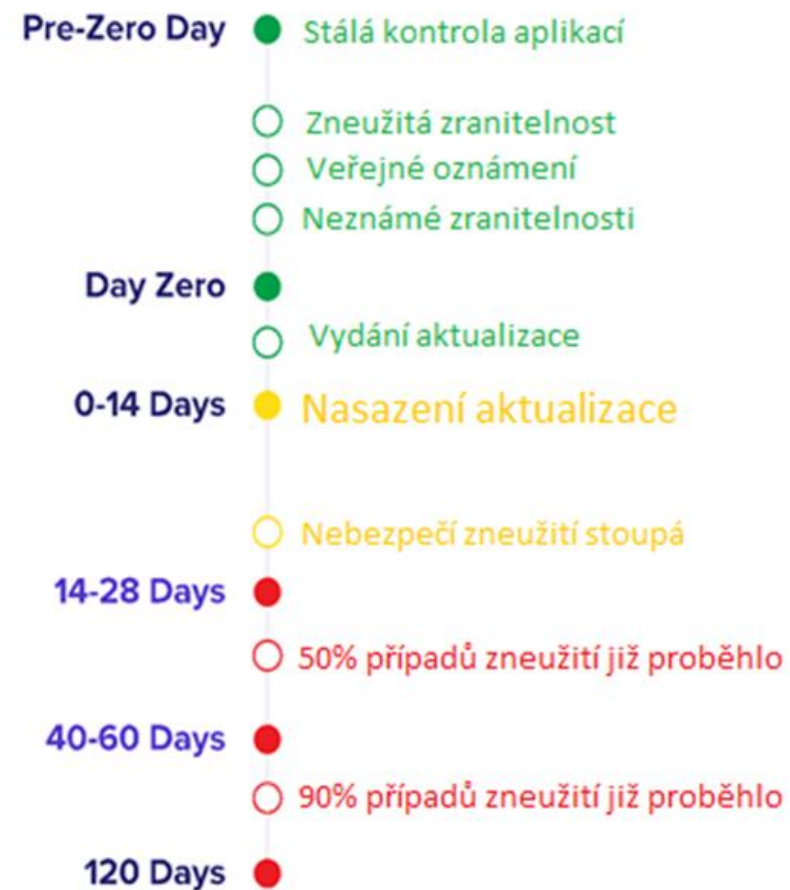 Pre-Zero Day Stálá kontrola aplikací
Zneužitá zranitelnost
Veřejné oznámení
Neznámé zranitelnosti
Day Zero
Vydání aktualizace
0-14 Days Nasazení aktualizace
Nebezpečí zneužití stoupá
14-28 Days
50% případů zneužití již proběhlo
40-60 Days
90% případů zneužití již proběhlo
120 Days